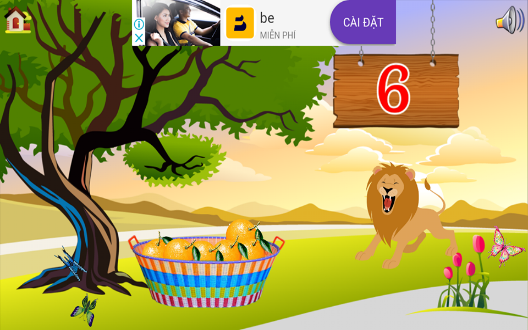 be
MIỄN PHÍ
CÀI ĐẶT
6